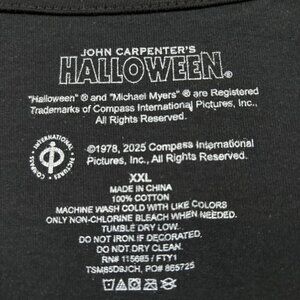 JOHN CARPENTER'S
HALLOWEEN®
"Halloween" ® and "Michael Myers" ® are Registered
Trademarks of Compass International Pictures, Inc.,
All Rights Reserved.
COMPASS • INTERNATIONAL • PICTURES •
®
©1978, 2025 Compass International
Pictures, Inc., All Rights Reserved.
XXL
MADE IN CHINA
100% COTTON
MACHINE WASH COLD WITH LIKE COLORS
ONLY NON-CHLORINE BLEACH WHEN NEEDED.
TUMBLE DRY LOW.
DO NOT IRON IF DECORATED.
DO NOT DRY CLEAN.
RN# 115665 / FTY1
PO# 865725